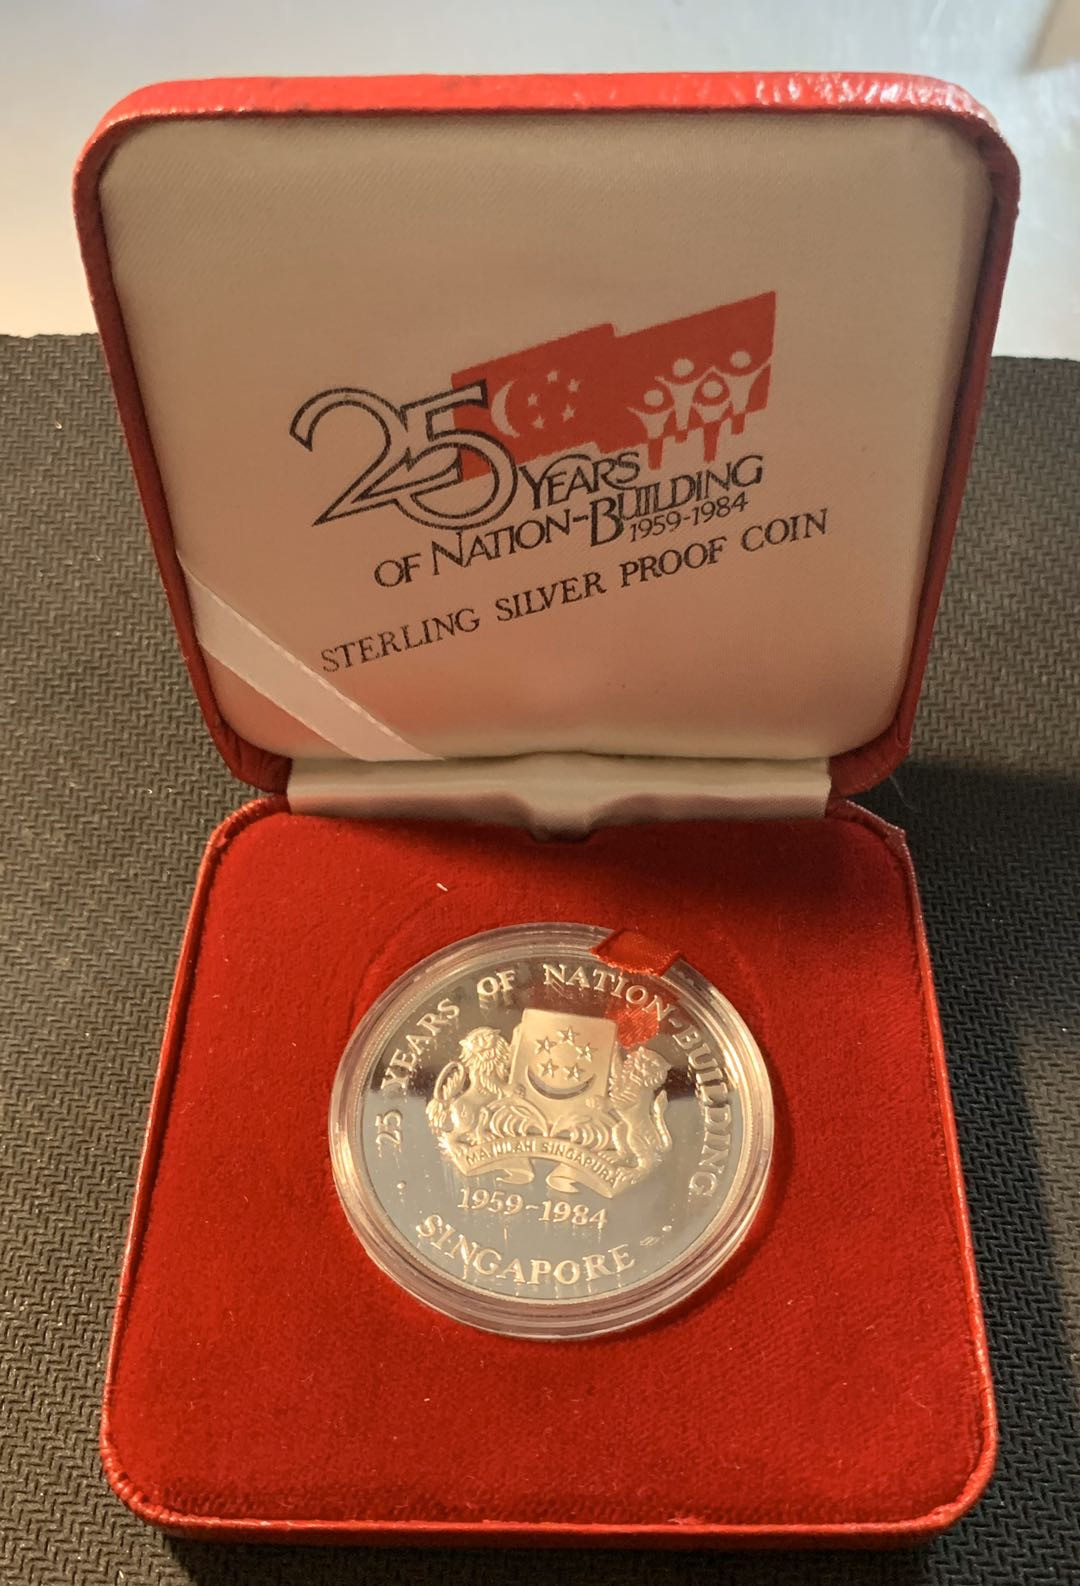 25 YEARS
OF NATION-BUILDING
1959-1984
STERLING SILVER PROOF COIN
25 YEARS OF NATION-BUILDING
MAJULAH SINGAPURA
1959-1984
SINGAPORE